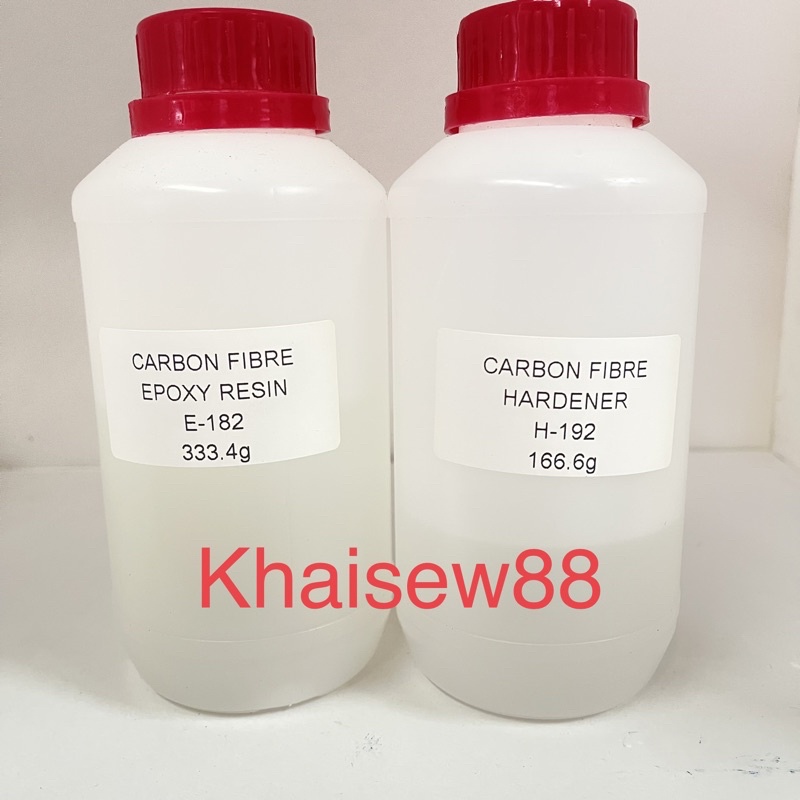 CARBON FIBRE
EPOXY RESIN
E-182
333.4g
CARBON FIBRE
HARDENER
H-192
166.6g
Khaisew88